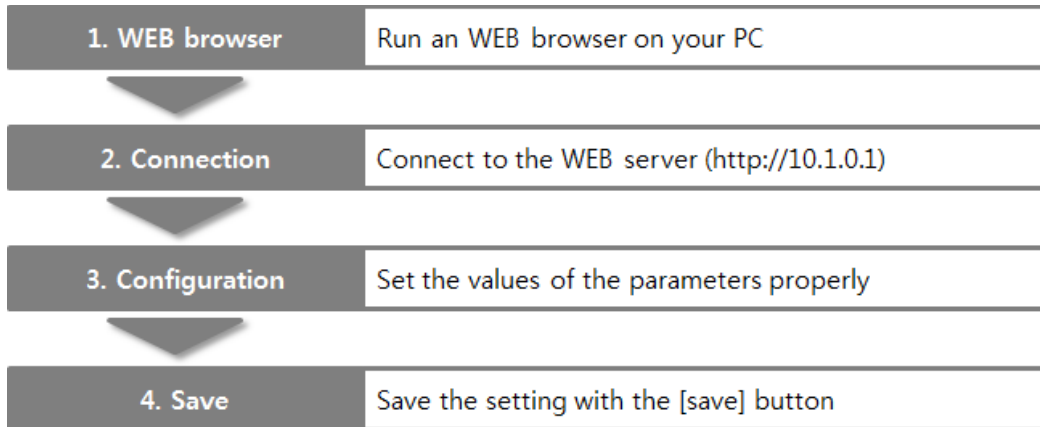 1. WEB browser
Run an WEB browser on your PC
2. Connection
Connect to the WEB server (http://10.1.0.1)
3. Configuration
Set the values of the parameters properly
4. Save
Save the setting with the [save] button